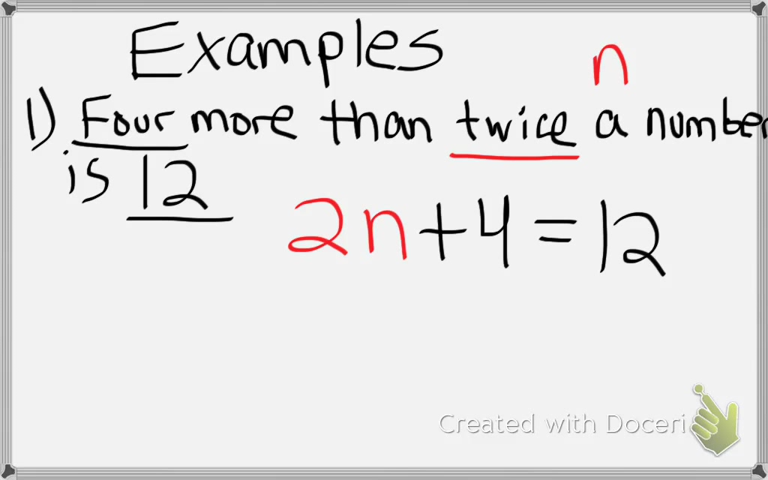 Examples
n
1) Four more than twice a number
is 12
2n+4=12
Created with Doceri